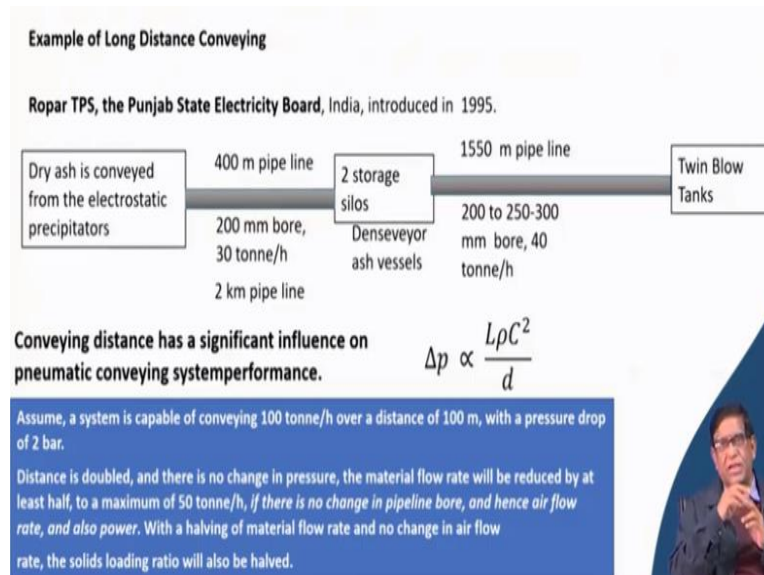 Example of Long Distance Conveying
Ropar TPS, the Punjab State Electricity Board, India, introduced in 1995.
Dry ash is conveyed
from the electrostatic
precipitators
400 m pipe line
200 mm bore,
30 tonne/h
2 km pipe line
2 storage
silos
Denseveyor
ash vessels
1550 m pipe line
200 to 250-300
mm bore, 40
tonne/h
Twin Blow
Tanks
Conveying distance has a significant influence on
pneumatic conveying systemperformance.
Δp ∝ LρC²/d
Assume, a system is capable of conveying 100 tonne/h over a distance of 100 m, with a pressure drop
of 2 bar.
Distance is doubled, and there is no change in pressure, the material flow rate will be reduced by at
least half, to a maximum of 50 tonne/h, if there is no change in pipeline bore, and hence air flow
rate, and also power. With a halving of material flow rate and no change in air flow
rate, the solids loading ratio will also be halved.